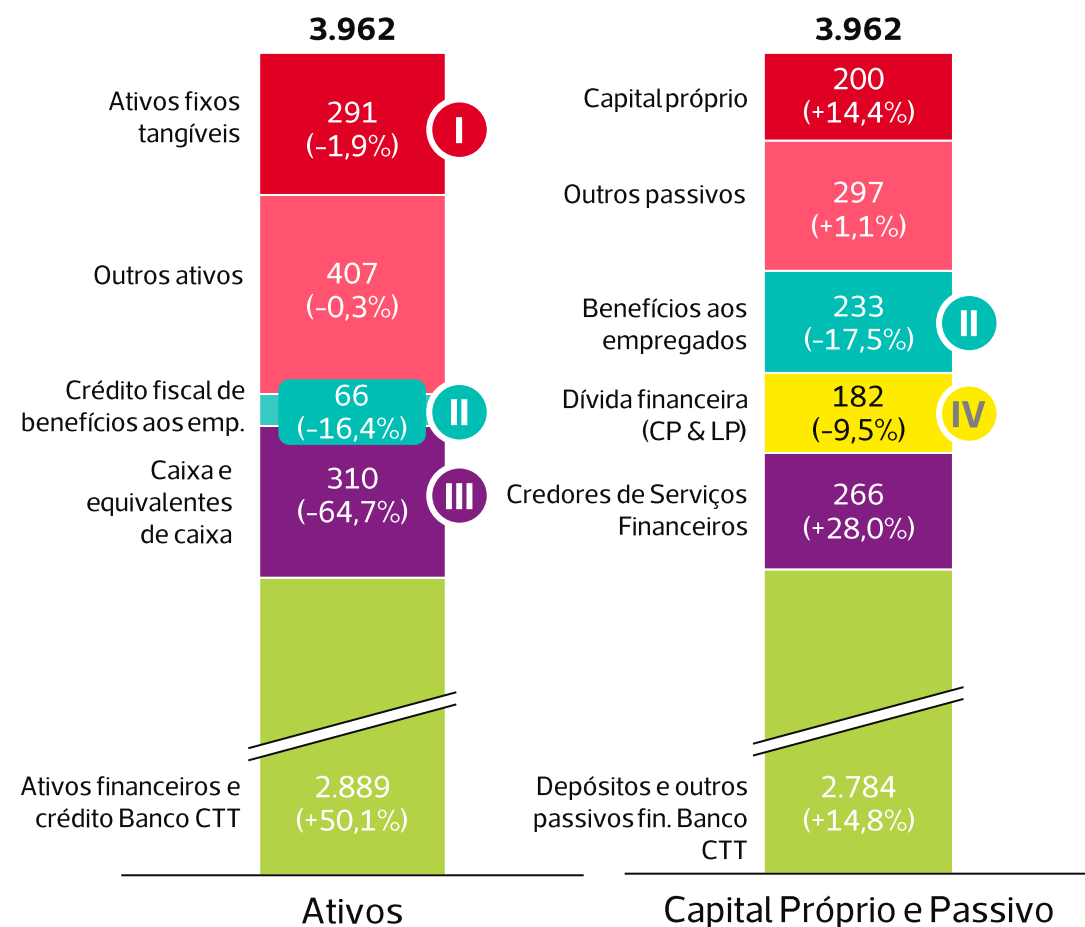 3.962
Ativos fixos
tangíveis
291
(-1,9%)
I
Outros ativos
407
(-0,3%)
Crédito fiscal de
benefícios aos emp.
66
(-16,4%)
II
Caixa e
equivalentes
de caixa
310
(-64,7%)
III
Ativos financeiros e
crédito Banco CTT
2.889
(+50,1%)
Ativos
3.962
Capital próprio
200
(+14,4%)
Outros passivos
297
(+1,1%)
Benefícios aos
empregados
233
(-17,5%)
II
Dívida financeira
(CP & LP)
182
(-9,5%)
IV
Credores de Serviços
Financeiros
266
(+28,0%)
Depósitos e outros
passivos fin. Banco
CTT
2.784
(+14,8%)
Capital Próprio e Passivo